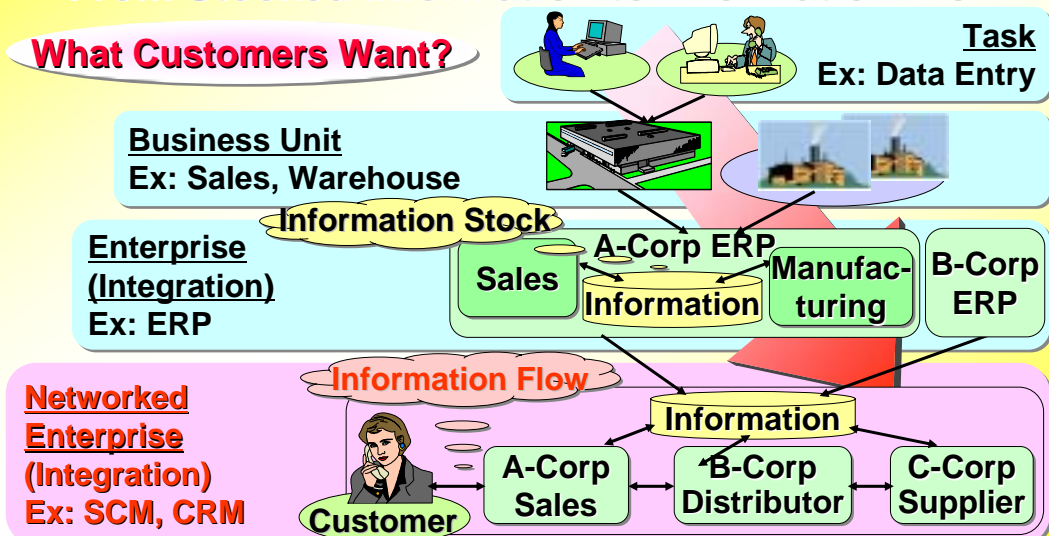 What Customers Want?
Task
Ex: Data Entry
Business Unit
Ex: Sales, Warehouse
Information Stock
Enterprise
(Integration)
Ex: ERP
A-Corp ERP
Sales
Information
Manufac-
turing
B-Corp
ERP
Information Flow
Networked
Enterprise
(Integration)
Ex: SCM, CRM
Information
Customer
A-Corp
Sales
B-Corp
Distributor
C-Corp
Supplier